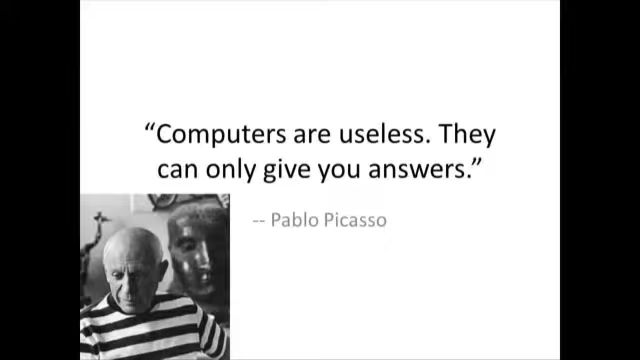 “Computers are useless. They
can only give you answers.”
-- Pablo Picasso